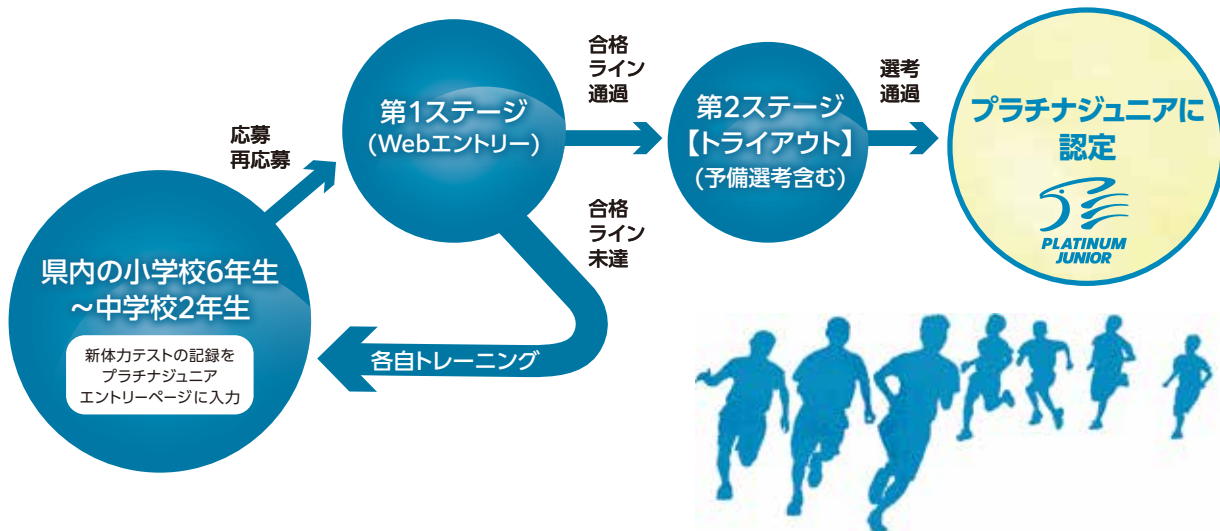 県内の小学校6年生
～中学校2年生
新体力テストの記録を
プラチナジュニア
エントリーページに入力
応募
再応募
第1ステージ
(Webエントリー)
合格
ライン
通過
合格
ライン
未達
各自トレーニング
第2ステージ
【トライアウト】
(予備選考含む)
選考
通過
プラチナジュニアに
認定
PLATINUM
JUNIOR